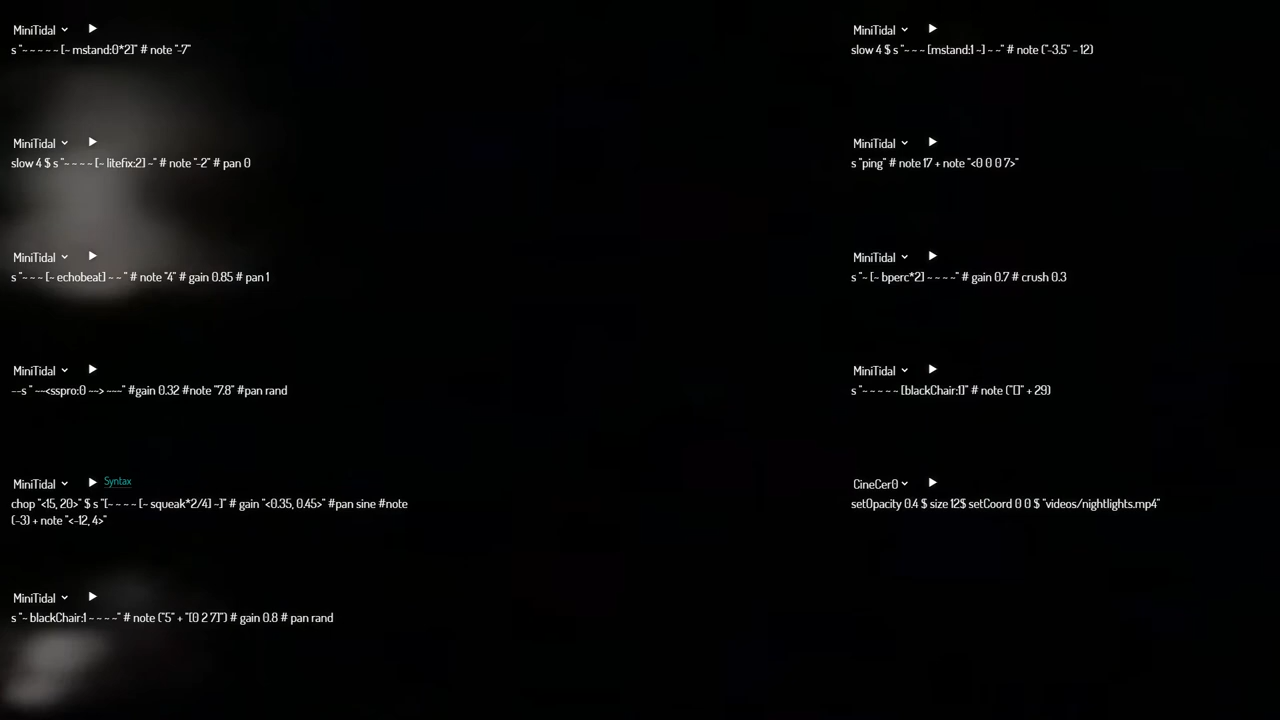 MiniTidal
s "~ ~ ~ ~ ~ [~ mstand:0*2]" # note "-7"
MiniTidal
slow 4 $ s "~ ~ ~ ~ [~ litefix:2] ~" # note "-2" # pan 0
MiniTidal
s "~ ~ ~ [~ echobeat] ~ ~ " # note "4" # gain 0.85 # pan 1
MiniTidal
--s " ~~<sspro:0 ~~> ~~~" #gain 0.32 #note "7.8" #pan rand
MiniTidal Syntax
chop "<15, 20>" $ s "[~ ~ ~ ~ [~ squeak*2/4] ~]" # gain "<0.35, 0.45>" #pan sine #note
(-3) + note "<-12, 4>"
MiniTidal
s "~ blackChair:1 ~ ~ ~ ~" # note ("5" + "[0 2 7]") # gain 0.8 # pan rand
MiniTidal
slow 4 $ s "~ ~ ~ [mstand:1 ~] ~ ~" # note ("-3.5" - 12)
MiniTidal
s "ping" # note 17 + note "<0 0 0 7>"
MiniTidal
s "~ [~ bperc*2] ~ ~ ~ ~" # gain 0.7 # crush 0.3
MiniTidal
s "~ ~ ~ ~ ~ [blackChair:1]" # note ("[]" + 29)
CineCer0
setOpacity 0.4 $ size 12$ setCoord 0 0 $ "videos/nightlights.mp4"